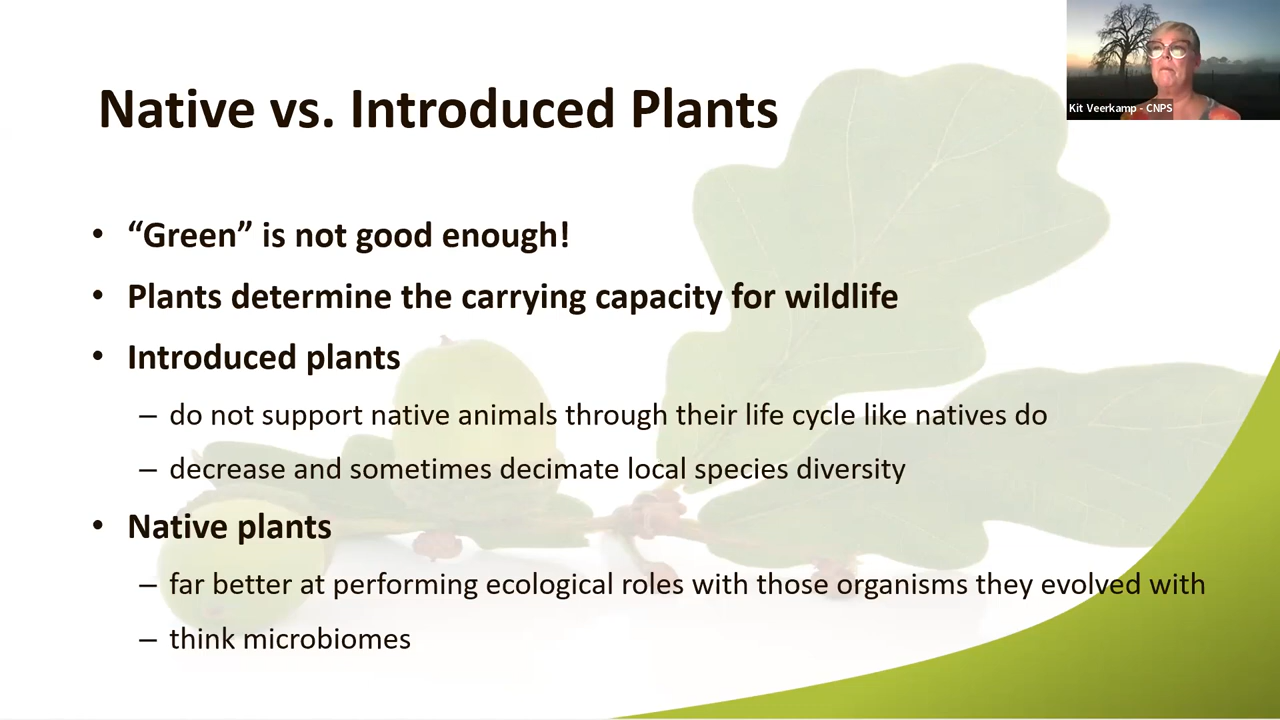 Kit Veerkamp - CNPS
Native vs. Introduced Plants
• “Green” is not good enough!
• Plants determine the carrying capacity for wildlife
• Introduced plants
– do not support native animals through their life cycle like natives do
– decrease and sometimes decimate local species diversity
• Native plants
– far better at performing ecological roles with those organisms they evolved with
– think microbiomes